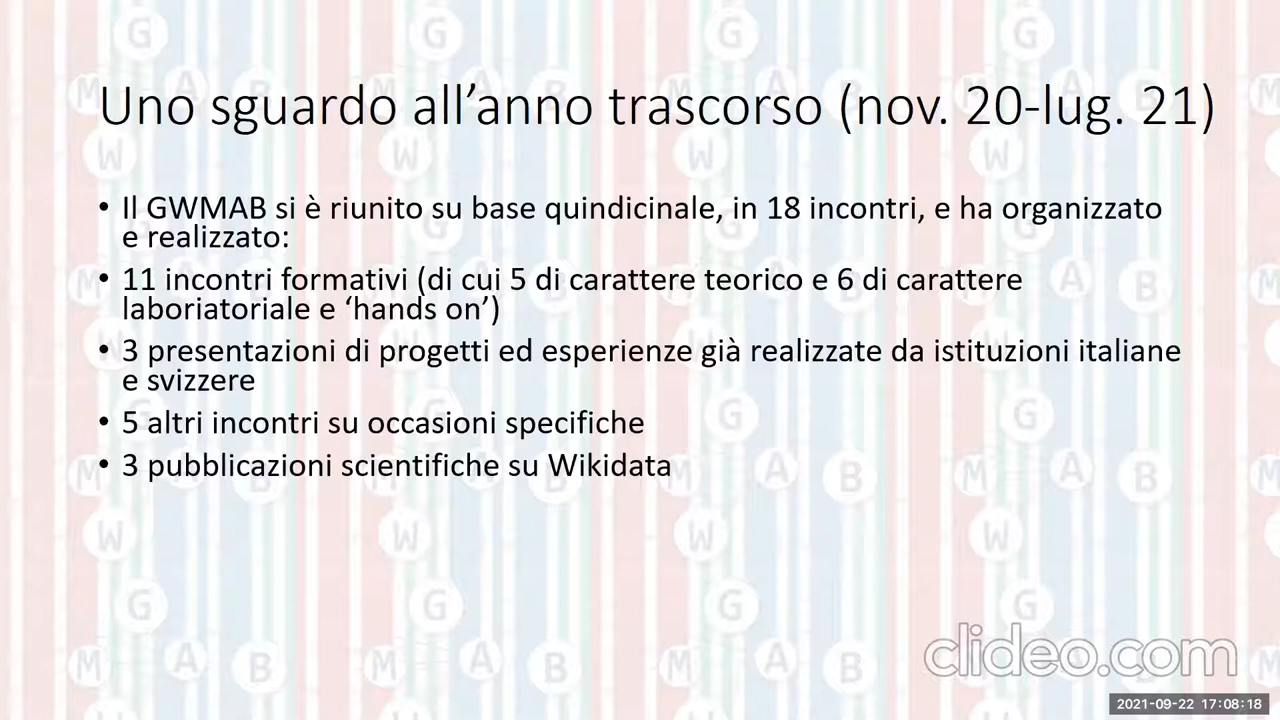 Uno sguardo all’anno trascorso (nov. 20-lug. 21)
• Il GWMAB si è riunito su base quindicinale, in 18 incontri, e ha organizzato
e realizzato:
• 11 incontri formativi (di cui 5 di carattere teorico e 6 di carattere
laboriatoriale e ‘hands on’)
• 3 presentazioni di progetti ed esperienze già realizzate da istituzioni italiane
e svizzere
• 5 altri incontri su occasioni specifiche
• 3 pubblicazioni scientifiche su Wikidata
clideo.com
2021-09-22 17:08:18